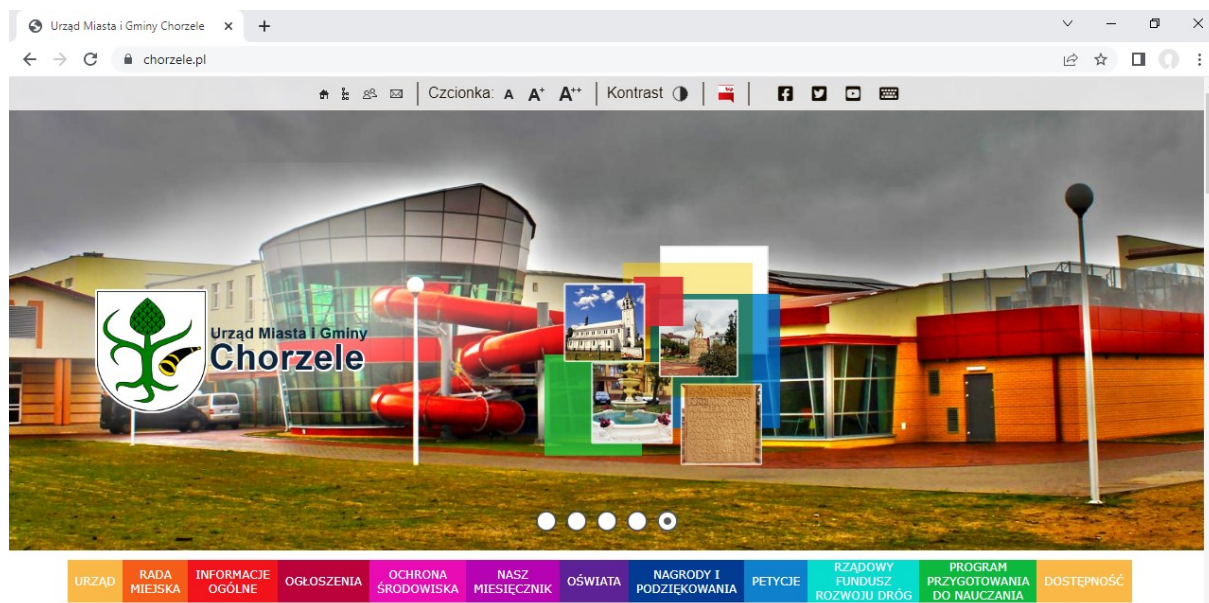 Urząd Miasta i Gminy Chorzele
chorzele.pl
Czcionka: A A+ A++ Kontrast
bip
Urząd Miasta i Gminy
Chorzele
URZĄD
RADA
MIEJSKA
INFORMACJE
OGÓLNE
OGŁOSZENIA
OCHRONA
ŚRODOWISKA
NASZ
MIESIĘCZNIK
OŚWIATA
NAGRODY I
PODZIĘKOWANIA
PETYCJE
RZĄDOWY
FUNDUSZ
ROZWOJU DRÓG
PROGRAM
PRZYGOTOWANIA
DO NAUCZANIA
DOSTĘPNOŚĆ